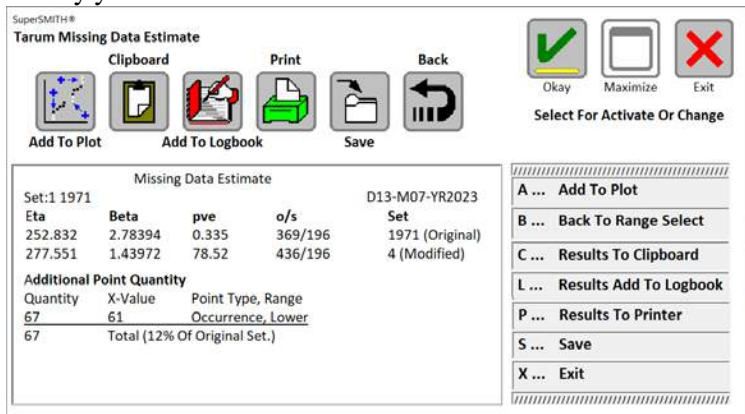 SuperSMITH®
Tarum Missing Data Estimate
Clipboard Print Back
Add To Plot Add To Logbook Save
Okay Maximize Exit
Select For Activate Or Change
Missing Data Estimate
Set:1 1971 D13-M07-YR2023
Eta Beta pve o/s Set
252.832 2.78394 0.335 369/196 1971 (Original)
277.551 1.43972 78.52 436/196 4 (Modified)
Additional Point Quantity
Quantity X-Value Point Type, Range
67 61 Occurrence, Lower
67 Total (12% Of Original Set.)
A ... Add To Plot
B ... Back To Range Select
C ... Results To Clipboard
L ... Results Add To Logbook
P ... Results To Printer
S ... Save
X ... Exit